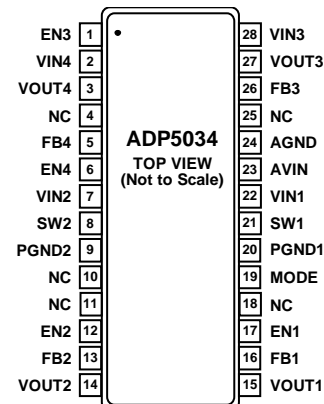 EN3 1 28 VIN3
VIN4 2 27 VOUT3
VOUT4 3 26 FB3
NC 4 25 NC
FB4 5 ADP5034 24 AGND
TOP VIEW
EN4 6 (Not to Scale) 23 AVIN
VIN2 7 22 VIN1
SW2 8 21 SW1
PGND2 9 20 PGND1
NC 10 19 MODE
NC 11 18 NC
EN2 12 17 EN1
FB2 13 16 FB1
VOUT2 14 15 VOUT1